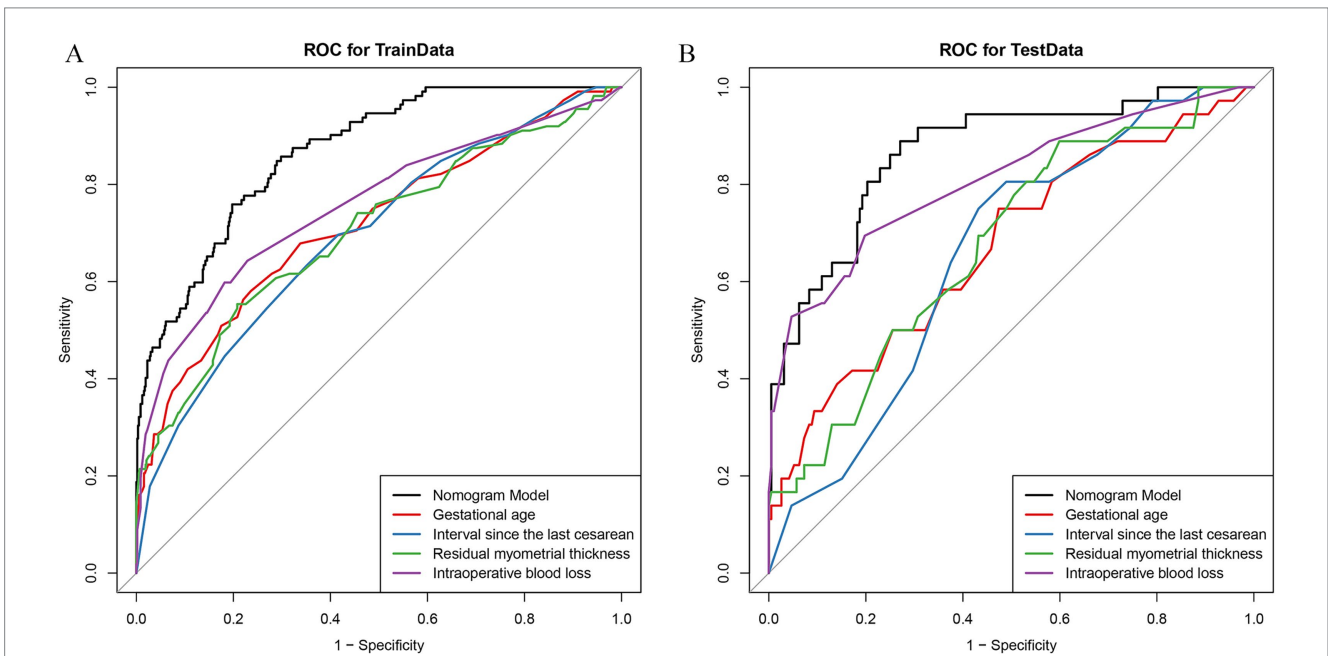 A
ROC for TrainData
Sensitivity
1.0
0.8
0.6
0.4
0.2
0.0
Nomogram Model
Gestational age
Interval since the last cesarean
Residual myometrial thickness
Intraoperative blood loss
0.0 0.2 0.4 0.6 0.8 1.0
1 − Specificity
B
ROC for TestData
Sensitivity
1.0
0.8
0.6
0.4
0.2
0.0
Nomogram Model
Gestational age
Interval since the last cesarean
Residual myometrial thickness
Intraoperative blood loss
0.0 0.2 0.4 0.6 0.8 1.0
1 − Specificity